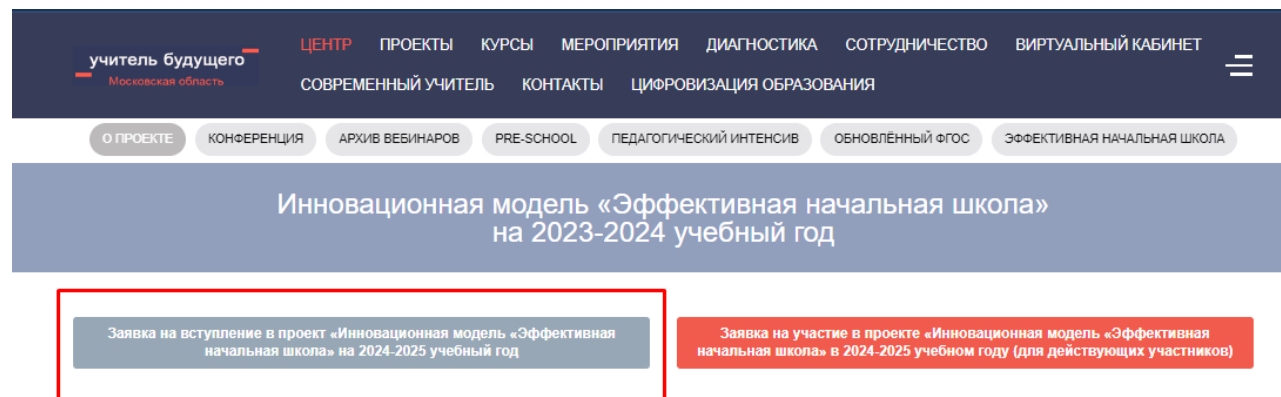 учитель будущего
Московская область
ЦЕНТР ПРОЕКТЫ КУРСЫ МЕРОПРИЯТИЯ ДИАГНОСТИКА СОТРУДНИЧЕСТВО ВИРТУАЛЬНЫЙ КАБИНЕТ
СОВРЕМЕННЫЙ УЧИТЕЛЬ КОНТАКТЫ ЦИФРОВИЗАЦИЯ ОБРАЗОВАНИЯ
О ПРОЕКТЕ КОНФЕРЕНЦИЯ АРХИВ ВЕБИНАРОВ PRE-SCHOOL ПЕДАГОГИЧЕСКИЙ ИНТЕНСИВ ОБНОВЛЁННЫЙ ФГОС ЭФФЕКТИВНАЯ НАЧАЛЬНАЯ ШКОЛА
Инновационная модель «Эффективная начальная школа»
на 2023-2024 учебный год
Заявка на вступление в проект «Инновационная модель «Эффективная
начальная школа» на 2024-2025 учебный год
Заявка на участие в проекте «Инновационная модель «Эффективная
начальная школа» в 2024-2025 учебном году (для действующих участников)